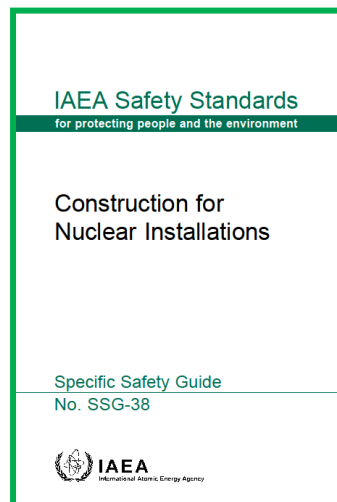 IAEA Safety Standards
for protecting people and the environment
Construction for
Nuclear Installations
Specific Safety Guide
No. SSG-38
IAEA
International Atomic Energy Agency